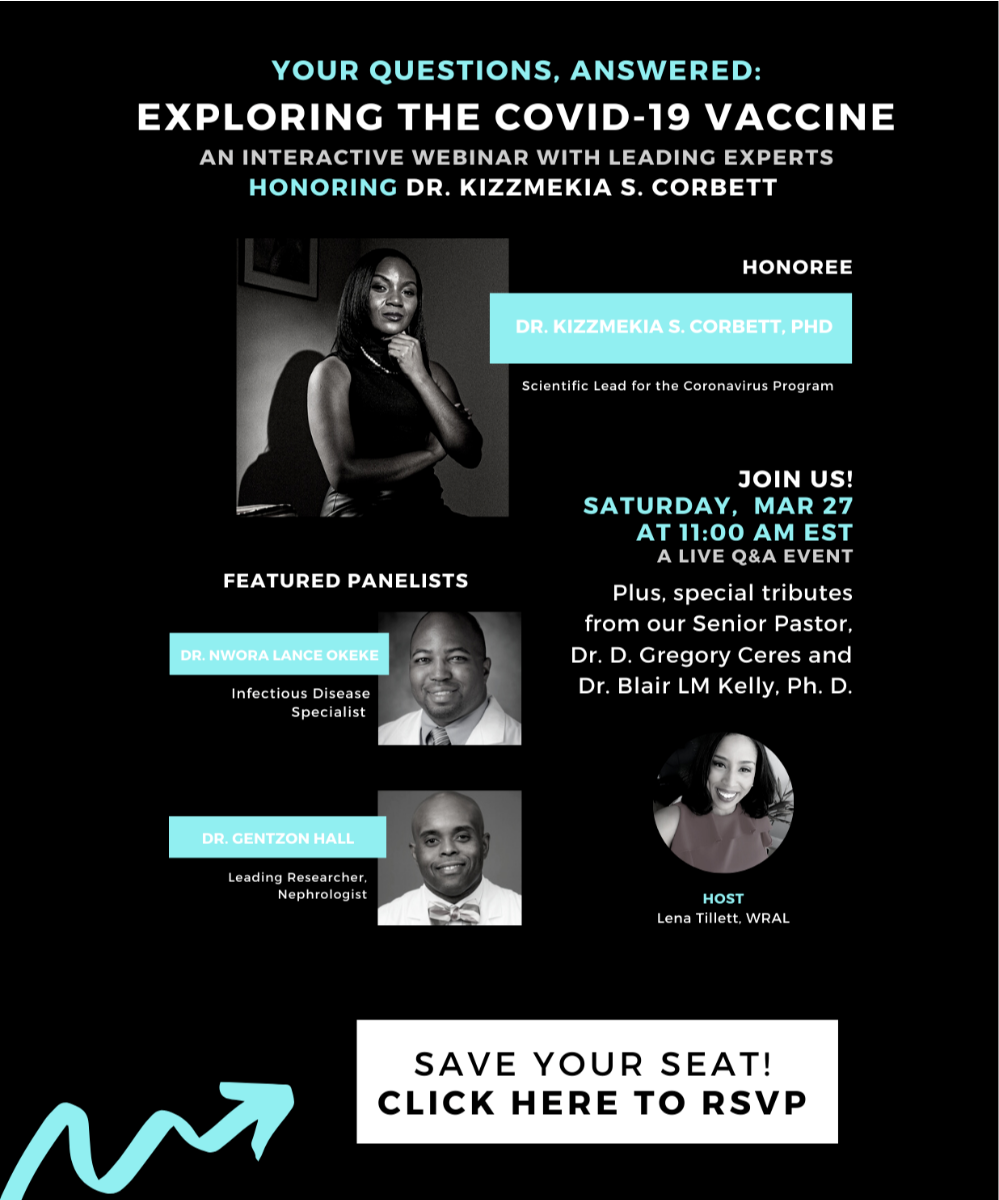 YOUR QUESTIONS, ANSWERED:
EXPLORING THE COVID-19 VACCINE
AN INTERACTIVE WEBINAR WITH LEADING EXPERTS
HONORING DR. KIZZMEKIA S. CORBETT
HONOREE
DR. KIZZMEKIA S. CORBETT, PHD
Scientific Lead for the Coronavirus Program
JOIN US!
SATURDAY, MAR 27
AT 11:00 AM EST
A LIVE Q&A EVENT
Plus, special tributes
from our Senior Pastor,
Dr. D. Gregory Ceres and
Dr. Blair LM Kelly, Ph. D.
FEATURED PANELISTS
DR. NWORA LANCE OKEKE
Infectious Disease
Specialist
DR. GENTZON HALL
Leading Researcher,
Nephrologist
HOST
Lena Tillett, WRAL
SAVE YOUR SEAT!
CLICK HERE TO RSVP